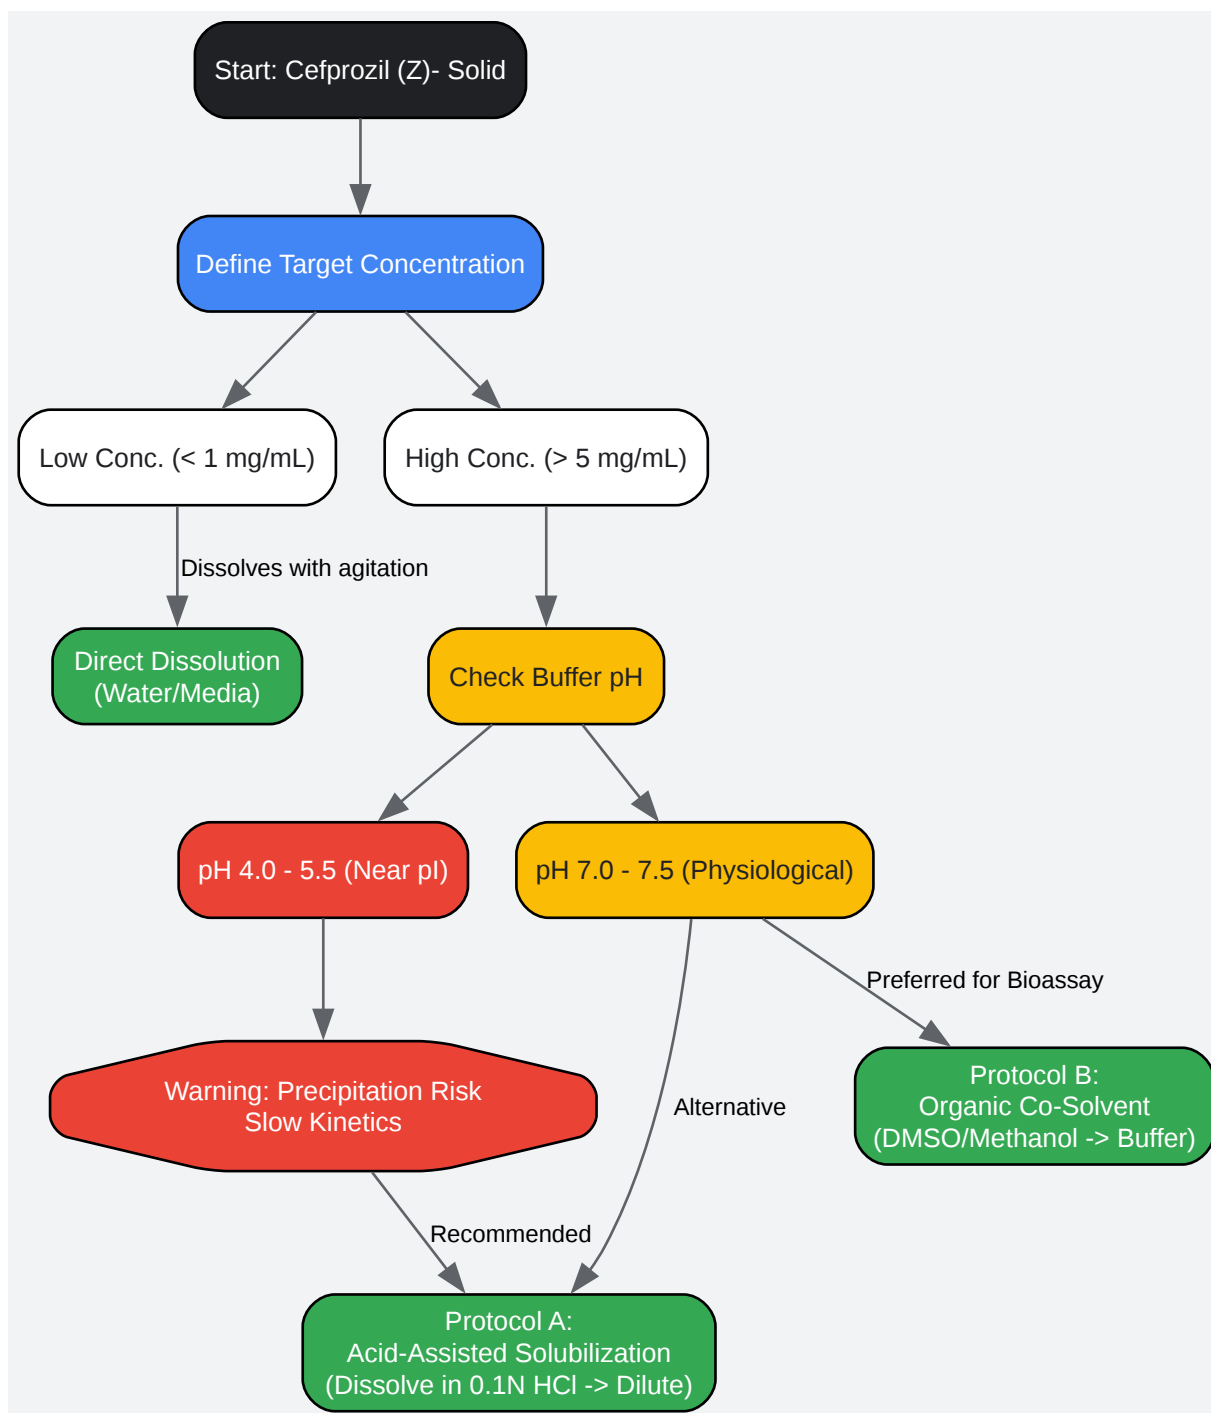 Start: Cefprozil (Z)- Solid
Define Target Concentration
Low Conc. (< 1 mg/mL)
High Conc. (> 5 mg/mL)
Dissolves with agitation
Direct Dissolution
(Water/Media)
Check Buffer pH
pH 4.0 - 5.5 (Near pI)
pH 7.0 - 7.5 (Physiological)
Preferred for Bioassay
Warning: Precipitation Risk
Slow Kinetics
Alternative
Protocol B:
Organic Co-Solvent
(DMSO/Methanol -> Buffer)
Recommended
Protocol A:
Acid-Assisted Solubilization
(Dissolve in 0.1N HCl -> Dilute)